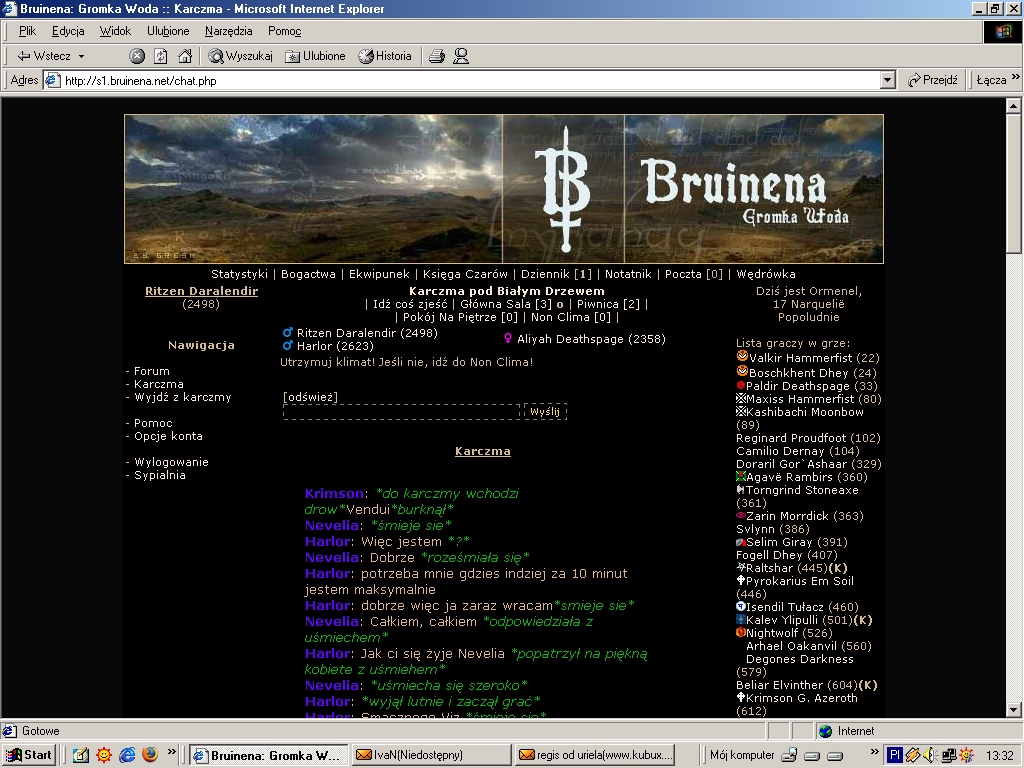 Bruinena: Gromka Woda :: Karczma - Microsoft Internet Explorer
Plik Edycja Widok Ulubione Narzędzia Pomoc
Wstecz Wyszukaj Ulubione Historia
Adres http://s1.bruinena.net/chat.php Przejdź Łącza »
B
Bruinena
Gromka Woda
BY GRESH
Statystyki | Bogactwa | Ekwipunek | Księga Czarów | Dziennik [1] | Notatnik | Poczta [0] | Wędrówka
Ritzen Daralendir
(2498)
Nawigacja
- Forum
- Karczma
- Wyjdź z karczmy
- Pomoc
- Opcje konta
- Wylogowanie
- Sypialnia
Karczma pod Białym Drzewem
| Idź coś zjeść | Główna Sala [3] o | Piwnica [2] |
| Pokój Na Piętrze [0] | Non Clima [0] |
Ritzen Daralendir (2498)
Harlor (2623)
Aliyah Deathspage (2358)
Utrzymuj klimat! Jeśli nie, idź do Non Clima!
[odśwież]
Wyślij
Karczma
Krimson: *do karczmy wchodzi
drow*Vendui*burknął*
Nevelia: *śmieje sie*
Harlor: Więc jestem *?*
Nevelia: Dobrze *roześmiała się*
Harlor: potrzeba mnie gdzies indziej za 10 minut
jestem maksymalnie
Harlor: dobrze więc ja zaraz wracam*smieje sie*
Nevelia: Całkiem, całkiem *odpowiedziała z
uśmiechem*
Harlor: Jak ci się żyje Nevelia *popatrzył na piękną
kobiete z uśmiehem*
Nevelia: *uśmiecha się szeroko*
Harlor: *wyjął lutnie i zaczął grać*
Harlor: Smacznego Viz *śmieje sie*
Dziś jest Ormenel,
17 Narquelië
Popoludnie
Lista graczy w grze:
Valkir Hammerfist (22)
Boschkhent Dhey (24)
Paldir Deathspage (33)
Maxiss Hammerfist (80)
Kashibachi Moonbow
(89)
Reginard Proudfoot (102)
Camilio Dernay (104)
Doraril Gor`Ashaar (329)
Agavë Rambirs (360)
Torngrind Stoneaxe
(361)
Zarin Morrdick (363)
Svlynn (386)
Selim Giray (391)
Fogell Dhey (407)
Raltshar (445)(K)
Pyrokarius Em Soil
(446)
Isendil Tułacz (460)
Kalev Ylipulli (501)(K)
Nightwolf (526)
Arhael Oakanvil (560)
Degones Darkness
(579)
Beliar Elvinther (604)(K)
Krimson G. Azeroth
(612)
Gotowe Internet
Start » Bruinena: Gromka W... IvaN(Niedostępny) regis od uriela(www.kubux.... Mój komputer » PL 13:32